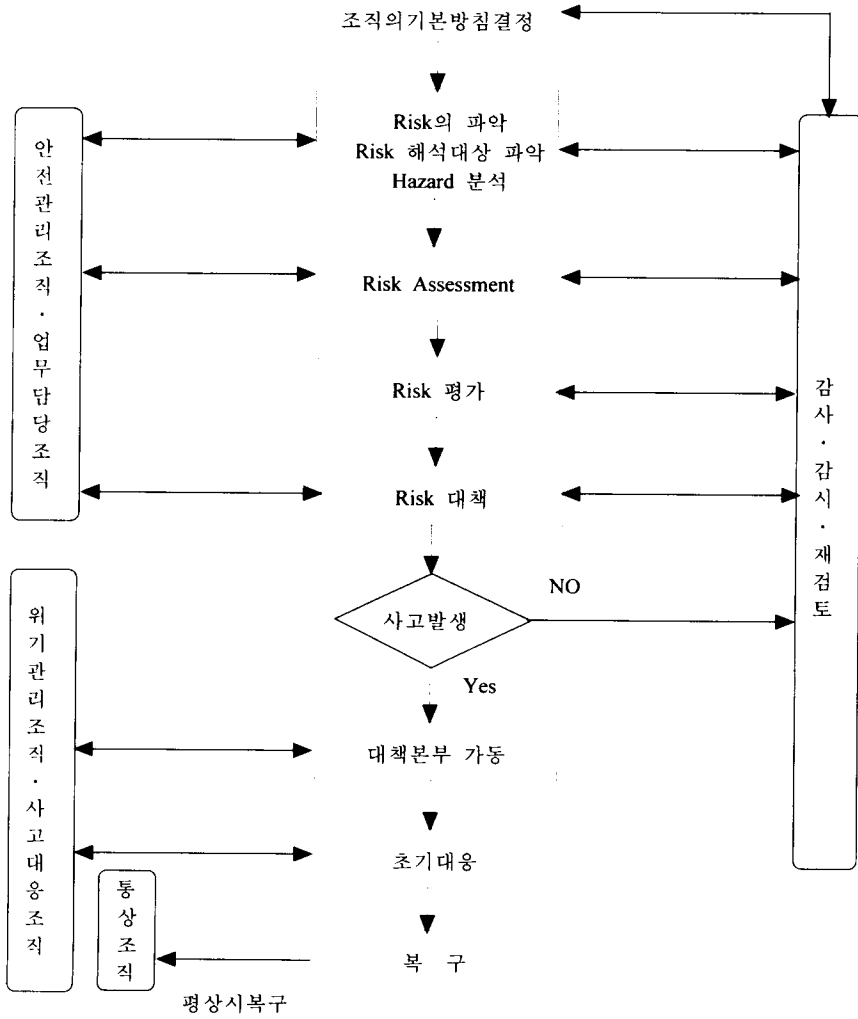 조직의기본방침결정
Risk의 파악
Risk 해석대상 파악
Hazard 분석
안전관리조직·업무담당조직
Risk Assessment
Risk 평가
감사·감시·재검토
Risk 대책
NO
사고발생
Yes
위기관리조직·사고대응조직
대책본부 가동
초기대응
통상조직
복 구
평상시복구